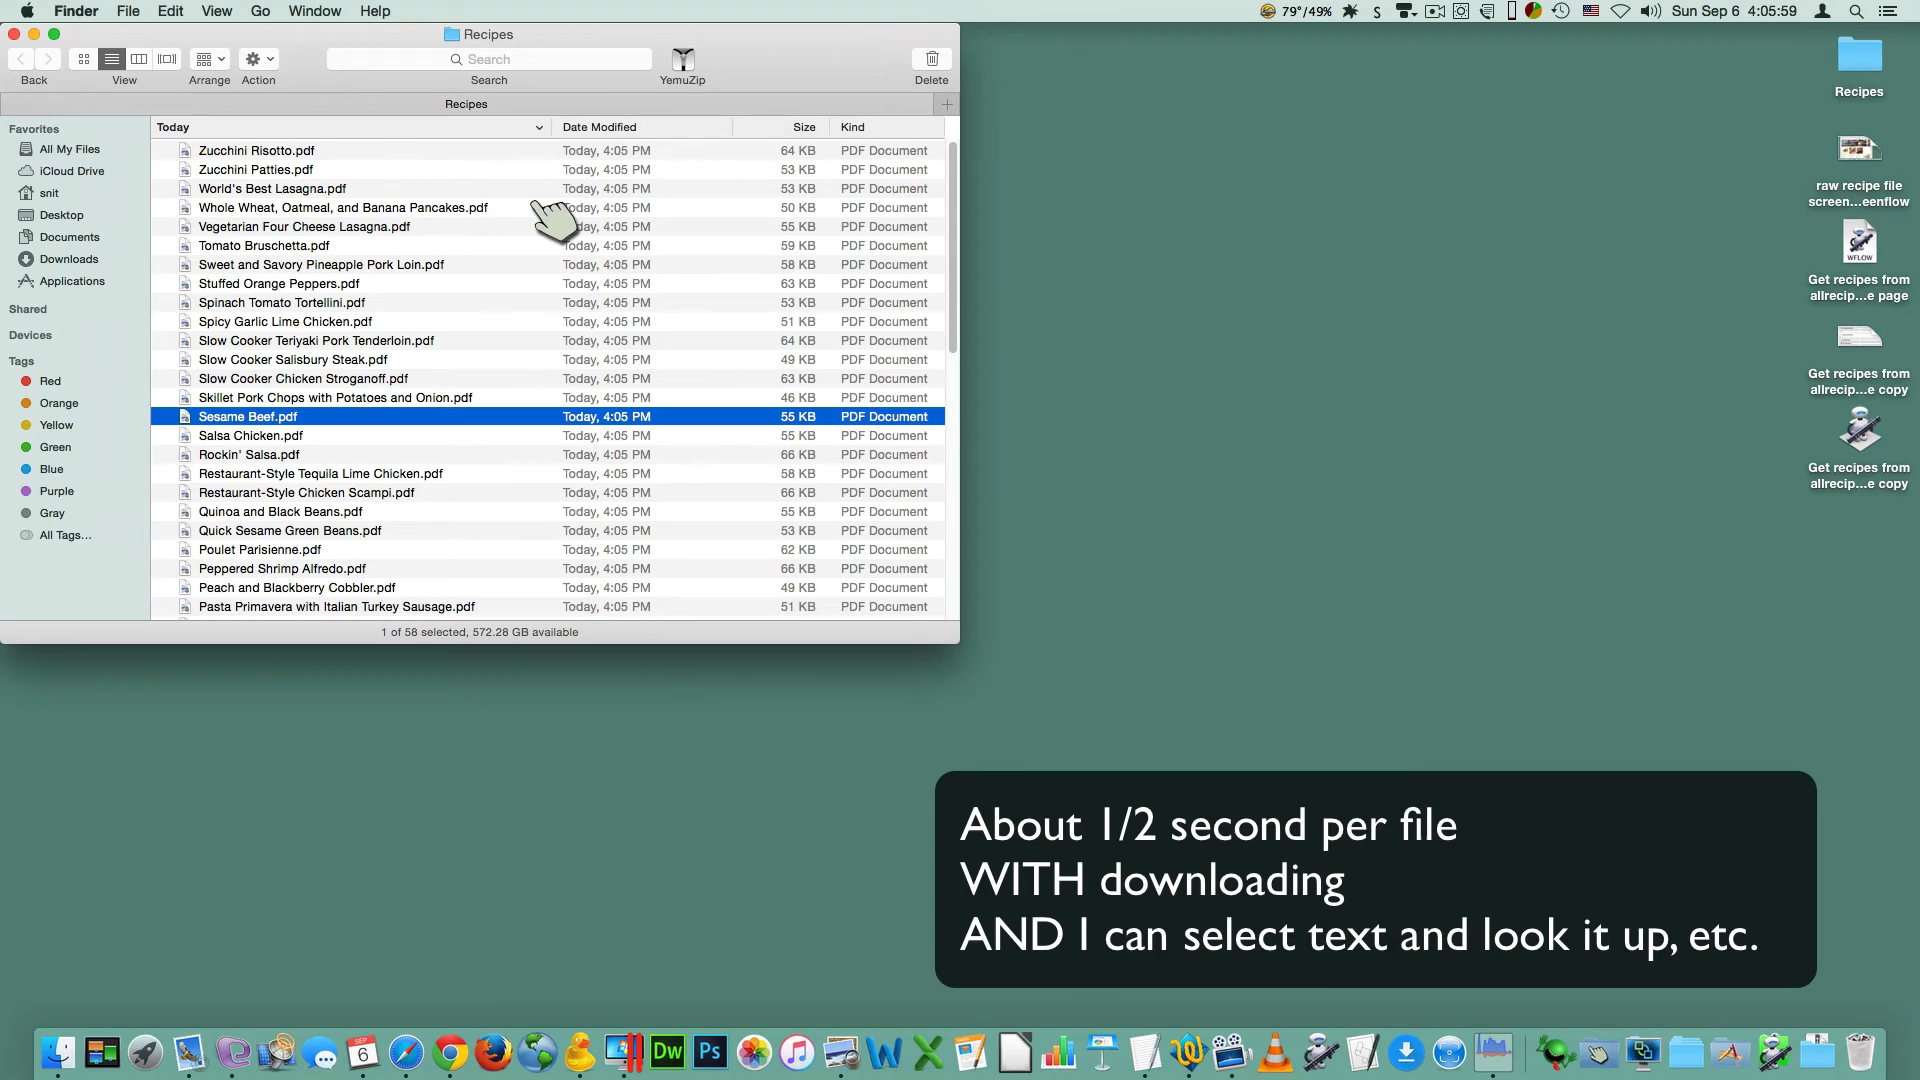 Finder File Edit View Go Window Help 79°/49% S Sun Sep 6 4:05:59
Recipes
Search
Back View Arrange Action Search YemuZip Delete
Recipes
Favorites
All My Files
iCloud Drive
snit
Desktop
Documents
Downloads
Applications
Shared
Devices
Tags
Red
Orange
Yellow
Green
Blue
Purple
Gray
All Tags...
Today Date Modified Size Kind
Zucchini Risotto.pdf Today, 4:05 PM 64 KB PDF Document
Zucchini Patties.pdf Today, 4:05 PM 53 KB PDF Document
World's Best Lasagna.pdf Today, 4:05 PM 53 KB PDF Document
Whole Wheat, Oatmeal, and Banana Pancakes.pdf day, 4:05 PM 50 KB PDF Document
Vegetarian Four Cheese Lasagna.pdf day, 4:05 PM 55 KB PDF Document
Tomato Bruschetta.pdf Today, 4:05 PM 59 KB PDF Document
Sweet and Savory Pineapple Pork Loin.pdf Today, 4:05 PM 58 KB PDF Document
Stuffed Orange Peppers.pdf Today, 4:05 PM 63 KB PDF Document
Spinach Tomato Tortellini.pdf Today, 4:05 PM 53 KB PDF Document
Spicy Garlic Lime Chicken.pdf Today, 4:05 PM 51 KB PDF Document
Slow Cooker Teriyaki Pork Tenderloin.pdf Today, 4:05 PM 64 KB PDF Document
Slow Cooker Salisbury Steak.pdf Today, 4:05 PM 49 KB PDF Document
Slow Cooker Chicken Stroganoff.pdf Today, 4:05 PM 63 KB PDF Document
Skillet Pork Chops with Potatoes and Onion.pdf Today, 4:05 PM 46 KB PDF Document
Sesame Beef.pdf Today, 4:05 PM 55 KB PDF Document
Salsa Chicken.pdf Today, 4:05 PM 55 KB PDF Document
Rockin' Salsa.pdf Today, 4:05 PM 66 KB PDF Document
Restaurant-Style Tequila Lime Chicken.pdf Today, 4:05 PM 58 KB PDF Document
Restaurant-Style Chicken Scampi.pdf Today, 4:05 PM 66 KB PDF Document
Quinoa and Black Beans.pdf Today, 4:05 PM 55 KB PDF Document
Quick Sesame Green Beans.pdf Today, 4:05 PM 53 KB PDF Document
Poulet Parisienne.pdf Today, 4:05 PM 62 KB PDF Document
Peppered Shrimp Alfredo.pdf Today, 4:05 PM 66 KB PDF Document
Peach and Blackberry Cobbler.pdf Today, 4:05 PM 49 KB PDF Document
Pasta Primavera with Italian Turkey Sausage.pdf Today, 4:05 PM 51 KB PDF Document
1 of 58 selected, 572.28 GB available
Recipes
raw recipe file
screen...eenflow
WFLOW
Get recipes from
allrecip...e page
Get recipes from
allrecip...e copy
Get recipes from
allrecip...e copy
About 1/2 second per file
WITH downloading
AND I can select text and look it up, etc.
SEP
6
Dw
Ps